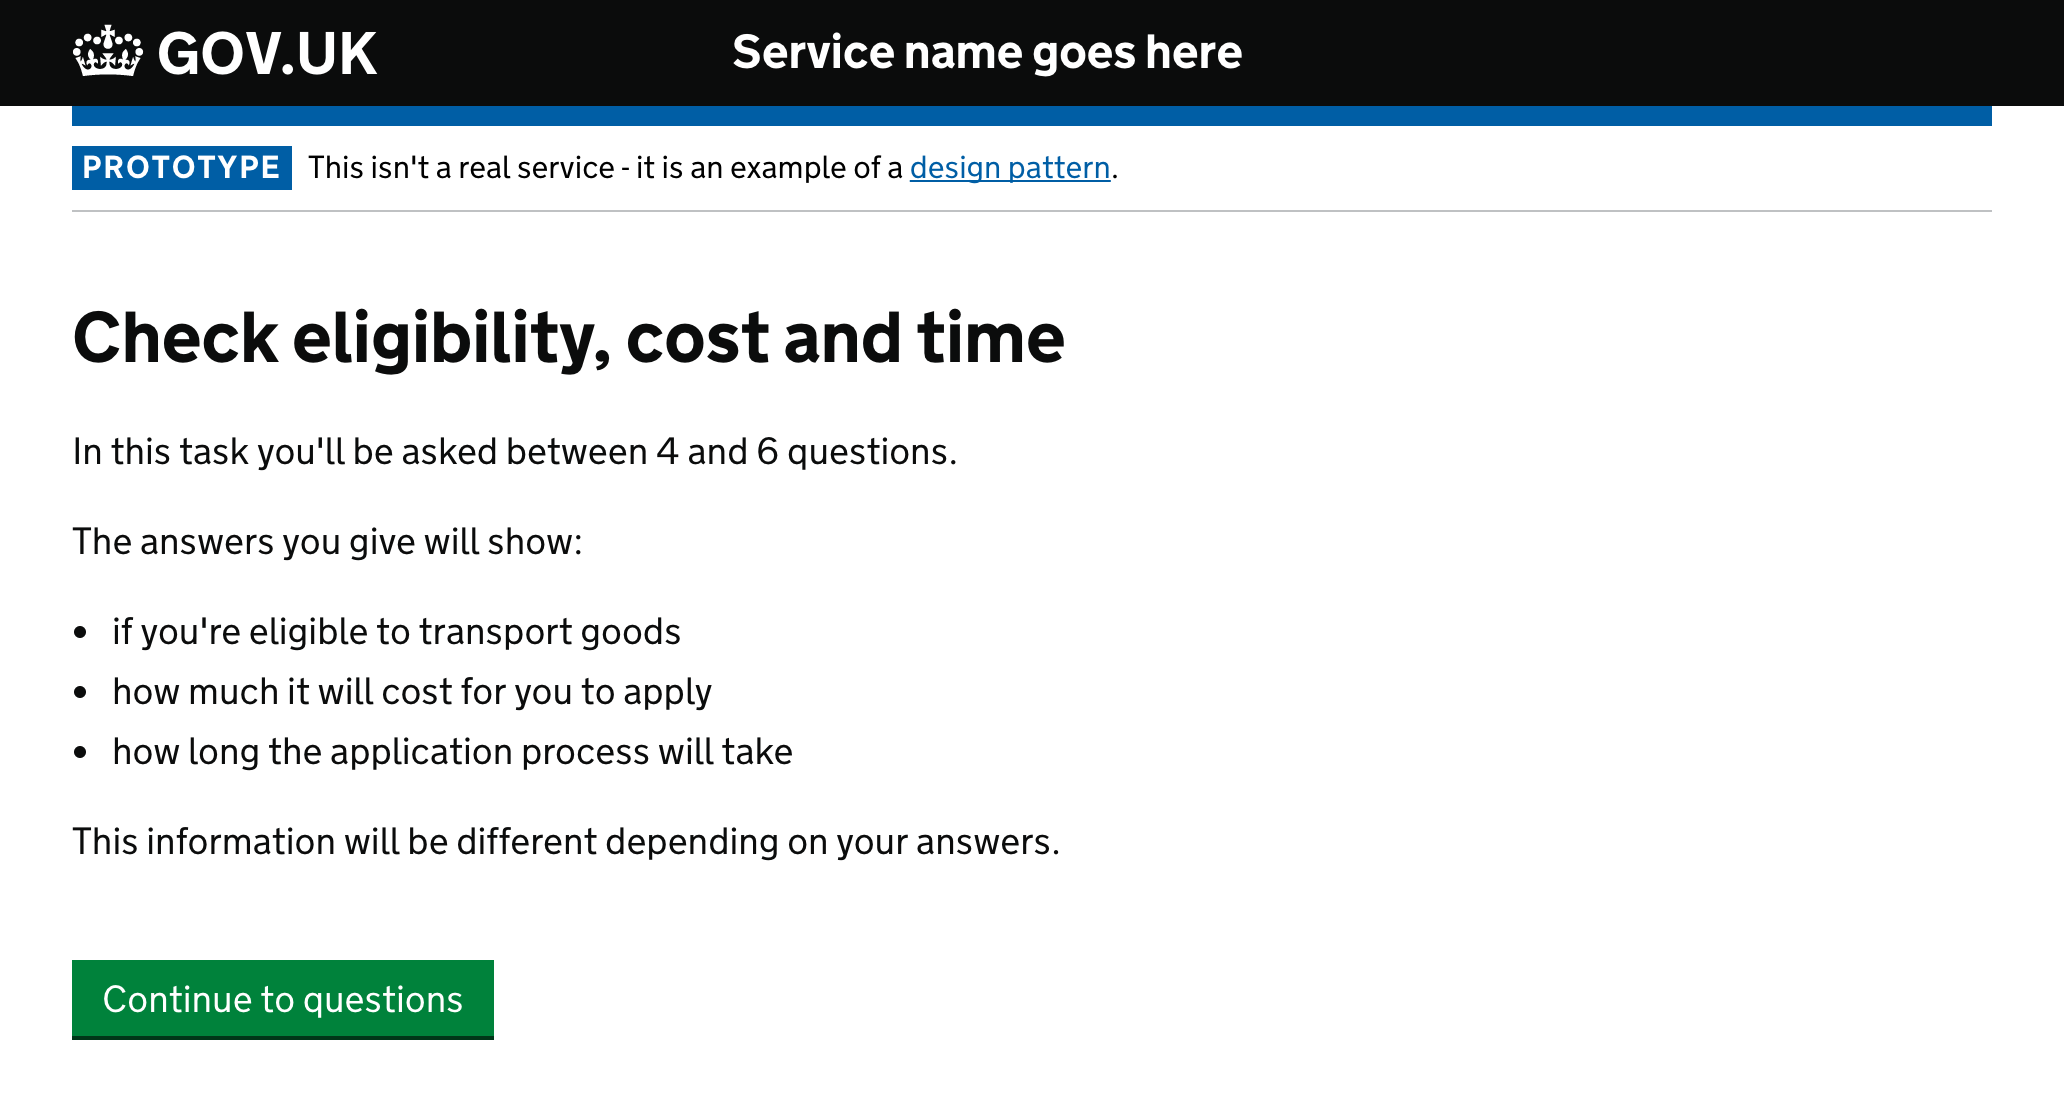 GOV.UK
Service name goes here
PROTOTYPE This isn't a real service - it is an example of a design pattern.
Check eligibility, cost and time
In this task you'll be asked between 4 and 6 questions.
The answers you give will show:
• if you're eligible to transport goods
• how much it will cost for you to apply
• how long the application process will take
This information will be different depending on your answers.
Continue to questions